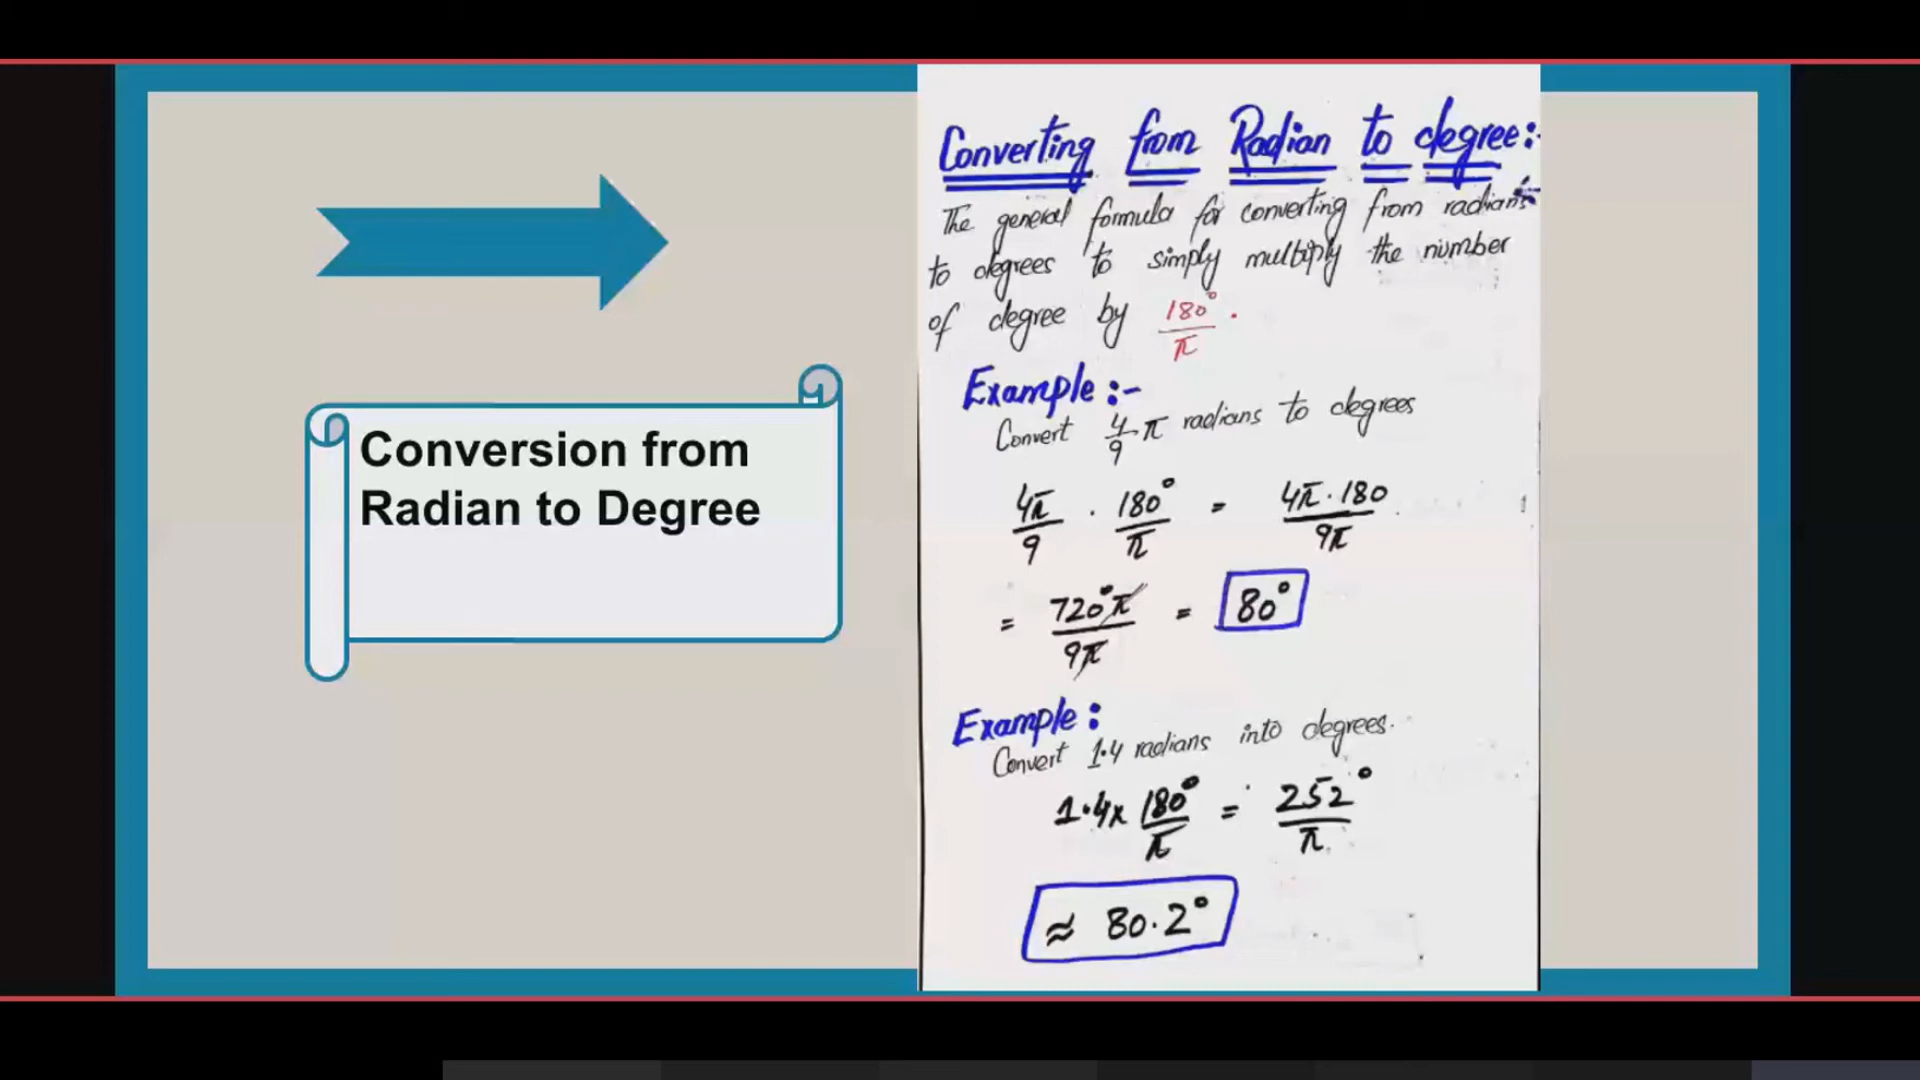 Conversion from
Radian to Degree
Converting from Radian to degree:-
The general formula for converting from radians
to degrees to simply multiply the number
of degree by 180°/π.
Example :-
Convert 4/9 π radians to degrees
4π/9 · 180°/π = 4π·180/9π
= 720°π/9π = 80°
Example :
Convert 1.4 radians into degrees.
1.4x 180°/π = 252°/π
≈ 80.2°